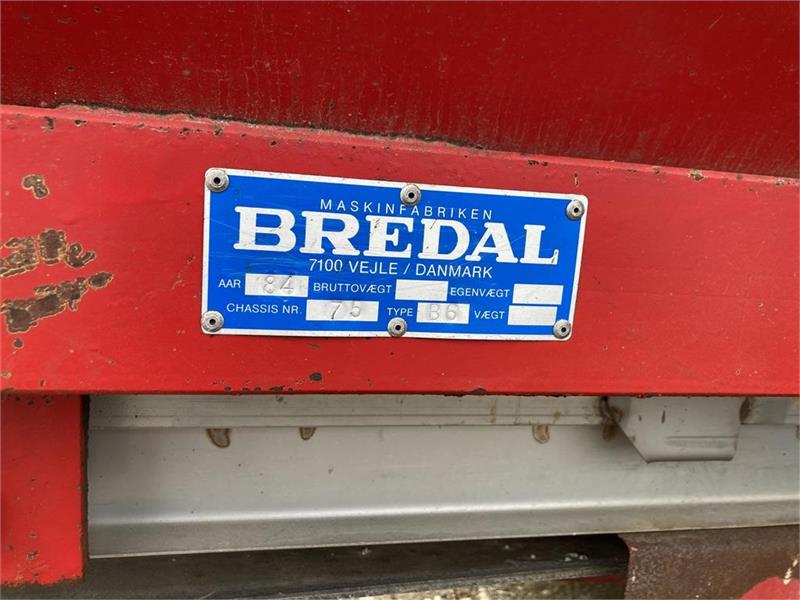 MASKINFABRIKEN
BREDAL
7100 VEJLE / DANMARK
AAR 84 BRUTTOVÆGT EGENVÆGT
CHASSIS NR. 75 TYPE B6 VÆGT